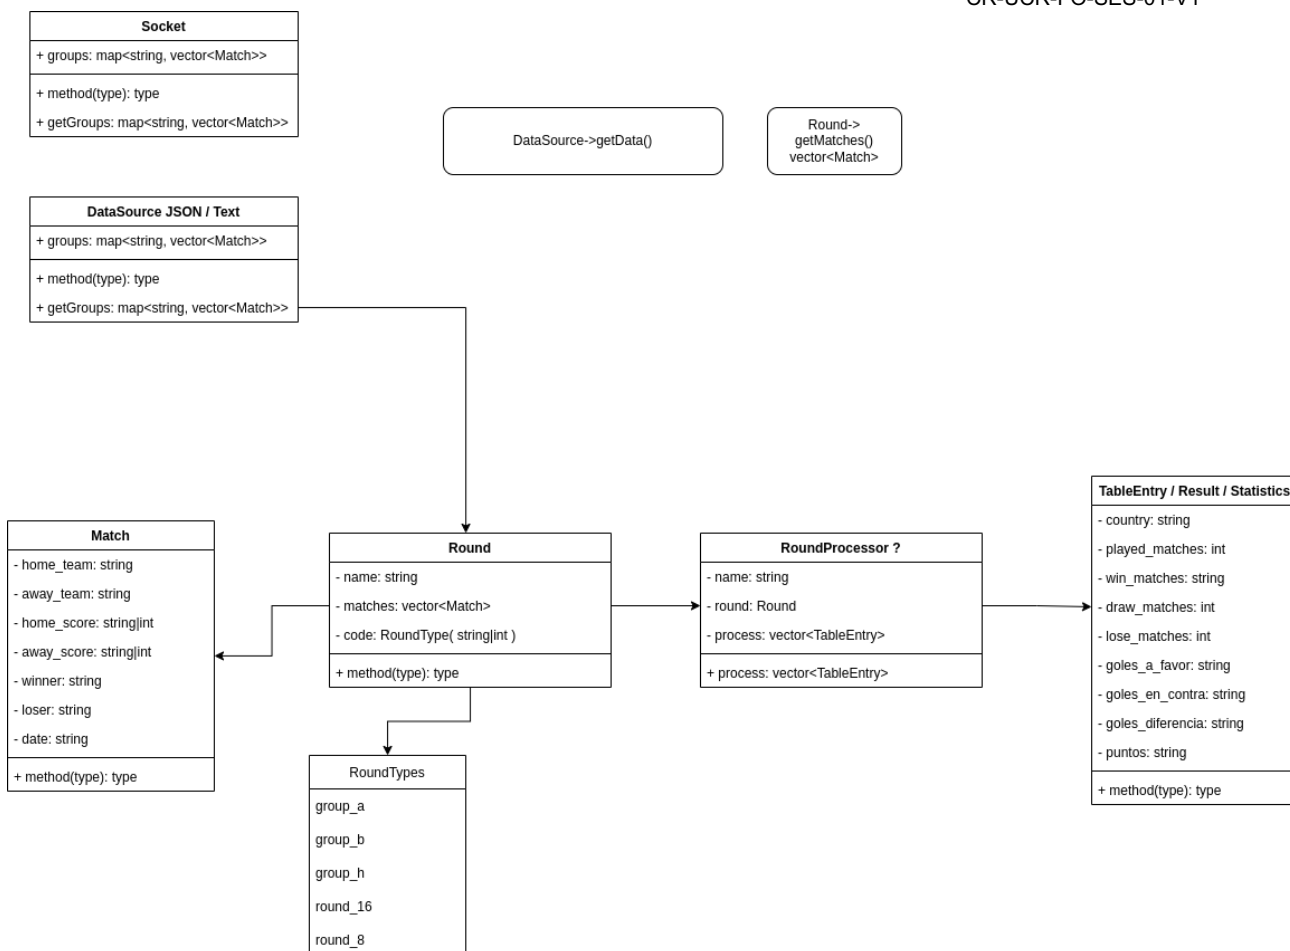 Socket
+ groups: map<string, vector<Match>>
+ method(type): type
+ getGroups: map<string, vector<Match>>
DataSource->getData()
Round->
getMatches()
vector<Match>
DataSource JSON / Text
+ groups: map<string, vector<Match>>
+ method(type): type
+ getGroups: map<string, vector<Match>>
Match
- home_team: string
- away_team: string
- home_score: string|int
- away_score: string|int
- winner: string
- loser: string
- date: string
+ method(type): type
Round
- name: string
- matches: vector<Match>
- code: RoundType( string|int )
+ method(type): type
RoundTypes
group_a
group_b
group_h
round_16
round_8
RoundProcessor ?
- name: string
- round: Round
- process: vector<TableEntry>
+ process: vector<TableEntry>
TableEntry / Result / Statistics
- country: string
- played_matches: int
- win_matches: string
- draw_matches: int
- lose_matches: int
- goles_a_favor: string
- goles_en_contra: string
- goles_diferencia: string
- puntos: string
+ method(type): type